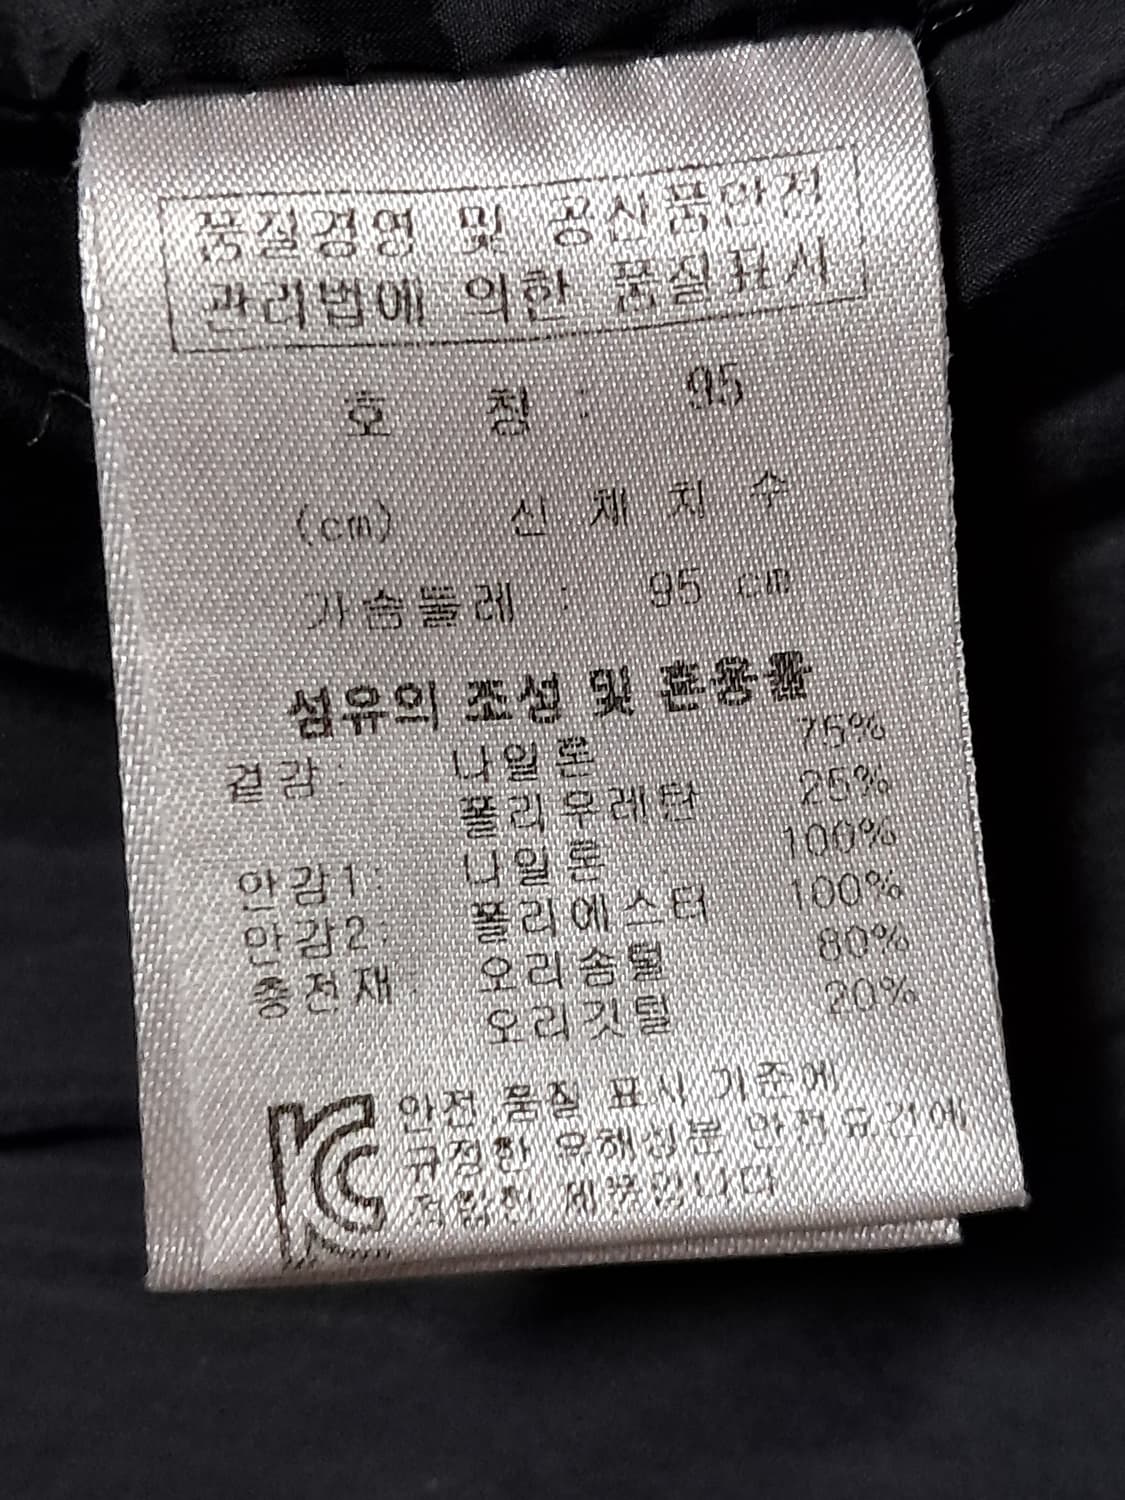 품질경영 및 공산품안전
관리법에 의한 품질표시
호 칭 : 95
(cm) 신체치수
가슴둘레 : 95 cm
섬유의 조성 및 혼용률
겉감: 나일론 75%
폴리우레탄 25%
안감1: 나일론 100%
안감2: 폴리에스터 100%
충전재: 오리솜털 80%
오리깃털 20%
안전 품질 표시 기준에
규정한 유해성분 안전요건에
적합한 제품입니다